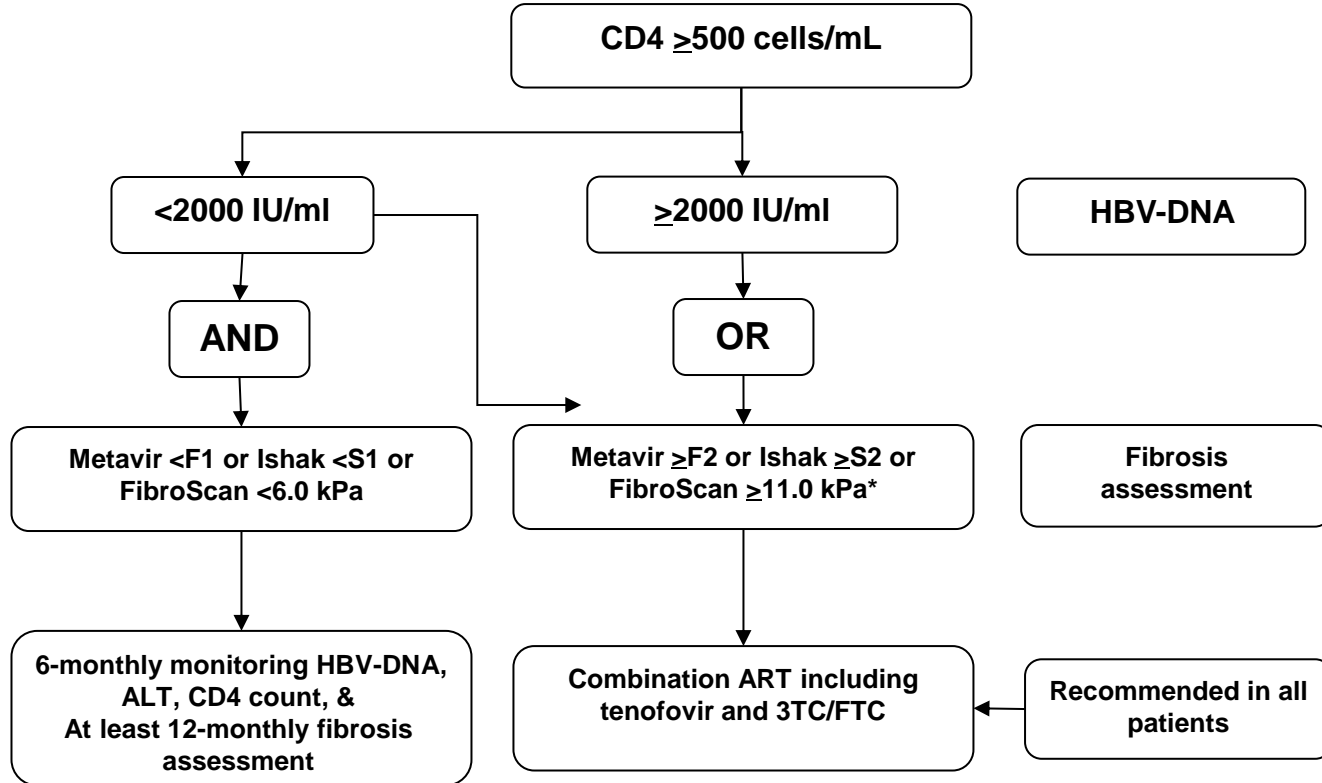 CD4 ≥500 cells/mL
<2000 IU/ml
≥2000 IU/ml
HBV-DNA
AND
OR
Metavir <F1 or Ishak <S1 or
FibroScan <6.0 kPa
Metavir ≥F2 or Ishak ≥S2 or
FibroScan ≥11.0 kPa*
Fibrosis
assessment
6-monthly monitoring HBV-DNA,
ALT, CD4 count, &
At least 12-monthly fibrosis
assessment
Combination ART including
tenofovir and 3TC/FTC
Recommended in all
patients